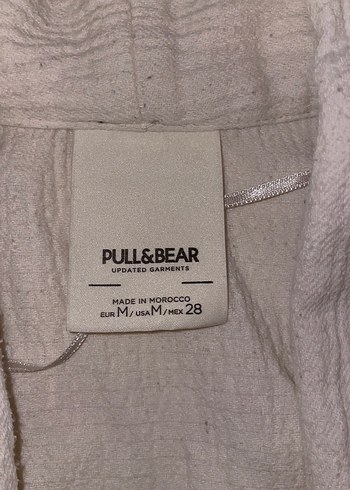 PULL&BEAR
UPDATED GARMENTS
MADE IN MOROCCO
EUR M/ USA M/ MEX 28